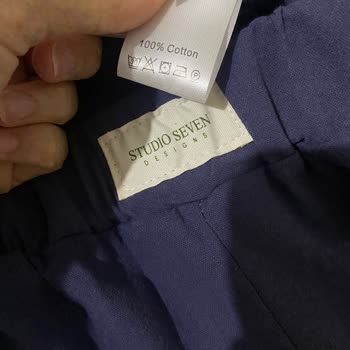 100% Cotton
STUDIO SEVEN
DESIGNS